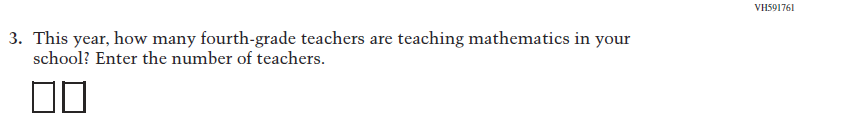 VH591761
3. This year, how many fourth-grade teachers are teaching mathematics in your
school? Enter the number of teachers.